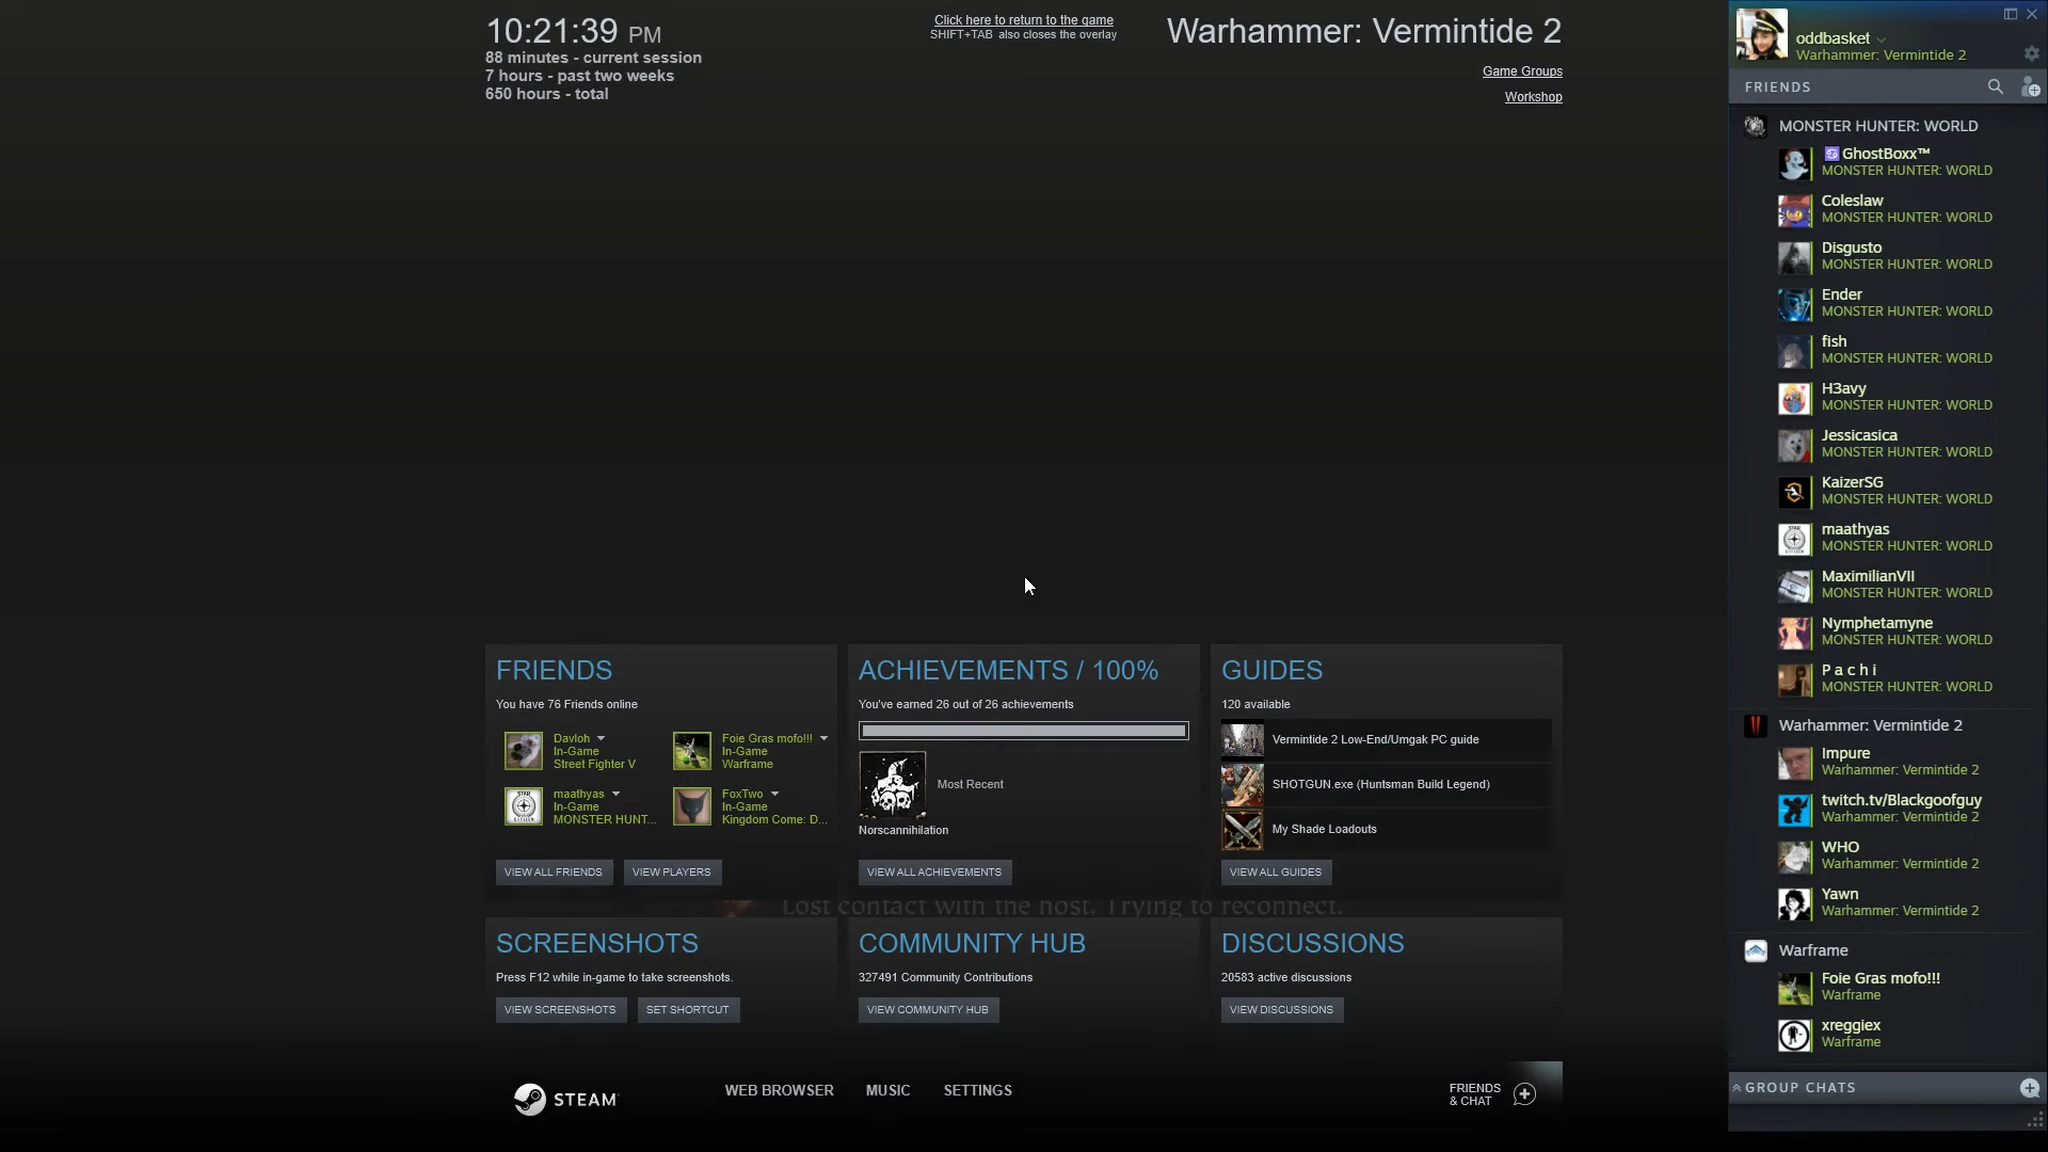 10:21:39 PM
88 minutes - current session
7 hours - past two weeks
650 hours - total
Click here to return to the game
SHIFT+TAB also closes the overlay
Warhammer: Vermintide 2
Game Groups
Workshop
FRIENDS
You have 76 Friends online
Davloh
In-Game
Street Fighter V
Foie Gras mofo!!!
In-Game
Warframe
maathyas
In-Game
MONSTER HUNT...
FoxTwo
In-Game
Kingdom Come: D...
VIEW ALL FRIENDS
VIEW PLAYERS
ACHIEVEMENTS / 100%
You've earned 26 out of 26 achievements
Most Recent
Norscannihilation
VIEW ALL ACHIEVEMENTS
GUIDES
120 available
Vermintide 2 Low-End/Umgak PC guide
SHOTGUN.exe (Huntsman Build Legend)
My Shade Loadouts
VIEW ALL GUIDES
Lost contact with the host. Trying to reconnect.
SCREENSHOTS
Press F12 while in-game to take screenshots.
VIEW SCREENSHOTS
SET SHORTCUT
COMMUNITY HUB
327491 Community Contributions
VIEW COMMUNITY HUB
DISCUSSIONS
20583 active discussions
VIEW DISCUSSIONS
STEAM
WEB BROWSER
MUSIC
SETTINGS
FRIENDS
& CHAT
oddbasket
Warhammer: Vermintide 2
FRIENDS
MONSTER HUNTER: WORLD
GhostBoxx™
MONSTER HUNTER: WORLD
Coleslaw
MONSTER HUNTER: WORLD
Disgusto
MONSTER HUNTER: WORLD
Ender
MONSTER HUNTER: WORLD
fish
MONSTER HUNTER: WORLD
H3avy
MONSTER HUNTER: WORLD
Jessicasica
MONSTER HUNTER: WORLD
KaizerSG
MONSTER HUNTER: WORLD
maathyas
MONSTER HUNTER: WORLD
MaximilianVII
MONSTER HUNTER: WORLD
Nymphetamyne
MONSTER HUNTER: WORLD
P a c h i
MONSTER HUNTER: WORLD
Warhammer: Vermintide 2
Impure
Warhammer: Vermintide 2
twitch.tv/Blackgoofguy
Warhammer: Vermintide 2
WHO
Warhammer: Vermintide 2
Yawn
Warhammer: Vermintide 2
Warframe
Foie Gras mofo!!!
Warframe
xreggiex
Warframe
GROUP CHATS